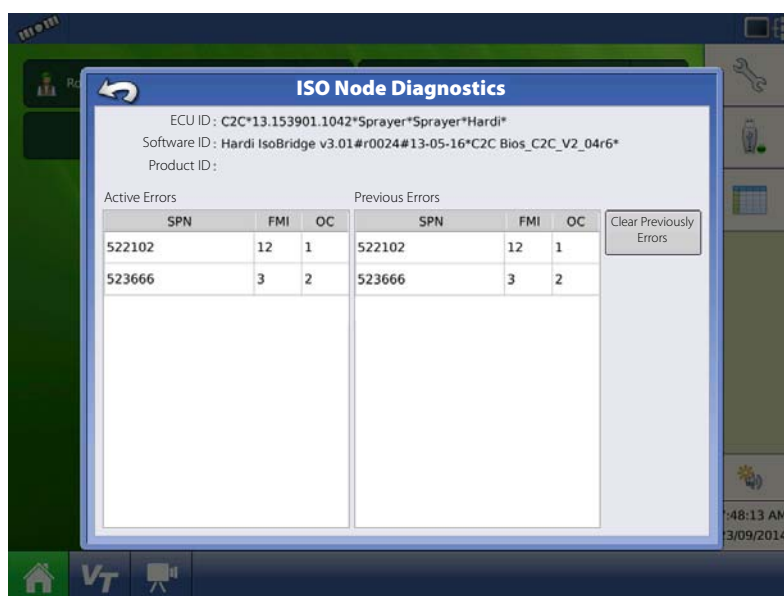 Ro
ISO Node Diagnostics
ECU ID : C2C*13.153901.1042*Sprayer*Sprayer*Hardi*
Software ID : Hardi IsoBridge v3.01#r0024#13-05-16*C2C Bios_C2C_V2_04r6*
Product ID :
Active Errors
SPN FMI OC
522102 12 1
523666 3 2
Previous Errors
SPN FMI OC
522102 12 1
523666 3 2
Clear Previously
Errors
:48:13 AM
3/09/2014
VT